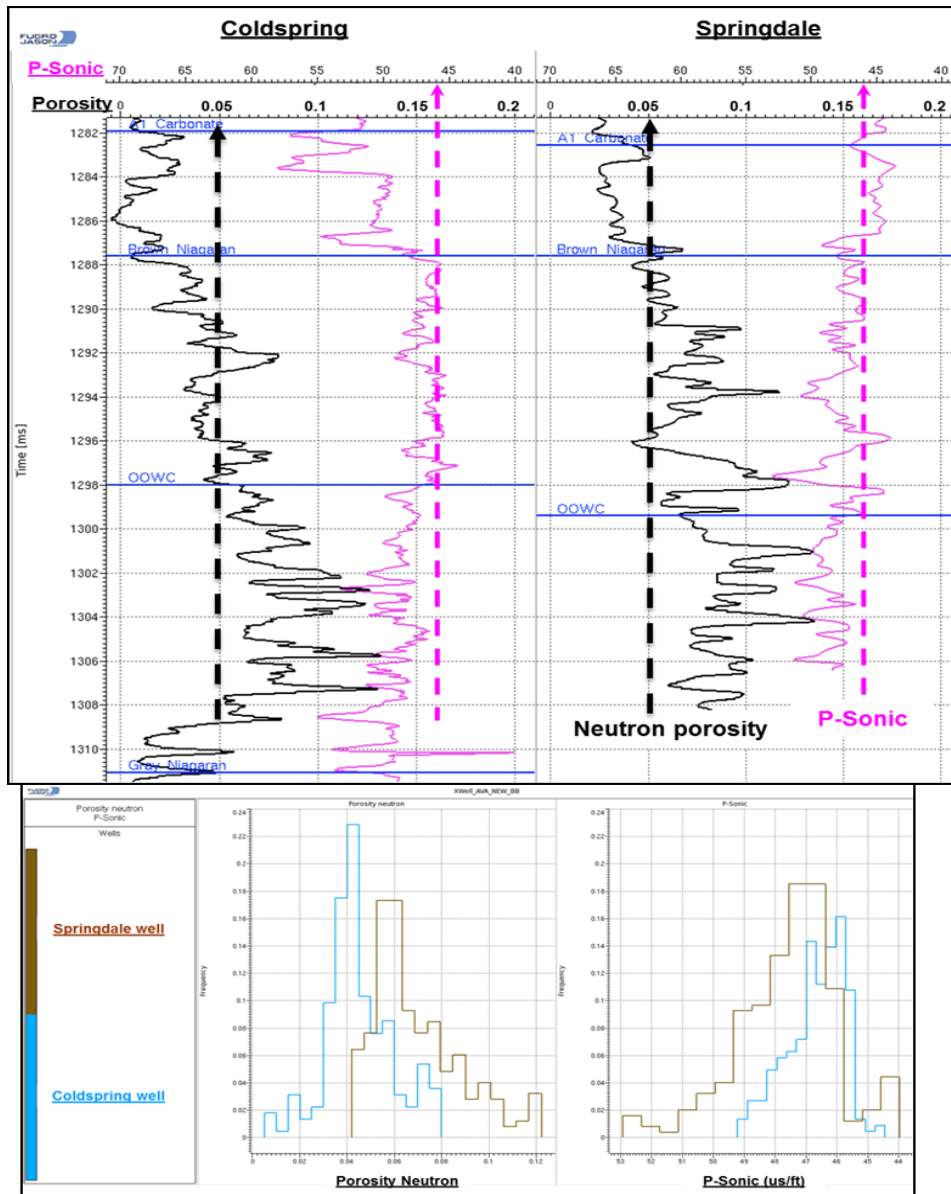 Coldspring
Springdale
FUGRO
JASON
P-Sonic
70 65 60 55 50 45 40
65 60 55 50 45 40
Porosity
0 0.05 0.1 0.15 0.2
0.05 0.1 0.15 0.2
1282
A1 Carbonate
A1 Carbonate
1284
1286
Brown Niagaran
Brown Niagaran
1288
1290
1292
1294
Time [ms]
1296
OOWC
1298
OOWC
1300
1302
1304
1306
1308
Neutron porosity
P-Sonic
1310
Gray Niagaran
FUGRO
JASON
XWell_AVA_NEW_BB
Porosity neutron
P-Sonic
Wells
Springdale well
Coldspring well
Porosity neutron
0.24
0.22
0.2
0.18
0.16
0.14
0.12
0.1
0.08
0.06
0.04
0.02
0
Frequency
0 0.02 0.04 0.06 0.08 0.1 0.12
Porosity Neutron
P-Sonic
0.24
0.22
0.2
0.18
0.16
0.14
0.12
0.1
0.08
0.06
0.04
0.02
0
Frequency
53 52 51 50 49 48 47 46 45 44
P-Sonic (us/ft)